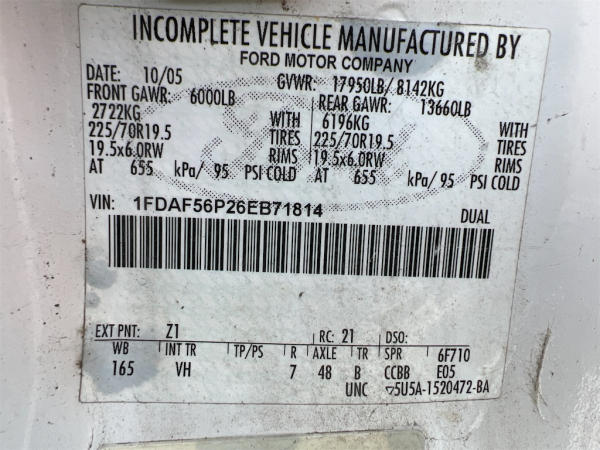 INCOMPLETE VEHICLE MANUFACTURED BY
FORD MOTOR COMPANY
DATE: 10/05 GVWR: 17950LB/ 8142KG
FRONT GAWR: 6000LB REAR GAWR: 13660LB
2722KG WITH 6196KG WITH
225/70R19.5 TIRES 225/70R19.5 TIRES
19.5x6.0RW RIMS 19.5x6.0RW RIMS
AT 655 kPa/ 95 PSI COLD AT 655 kPa/ 95 PSI COLD
VIN: 1FDAF56P26EB71814
DUAL
EXT PNT: Z1 RC: 21 DSO:
WB INT TR TP/PS R AXLE TR SPR 6F710
165 VH 7 48 B CCBB E05
UNC ▽5U5A-1520472-BA